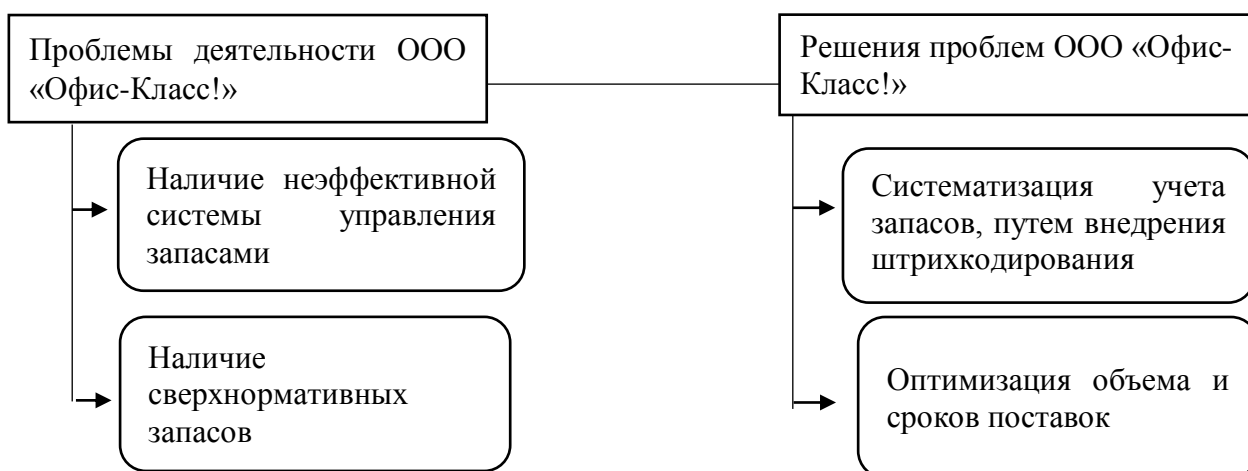 Проблемы деятельности ООО
«Офис-Класс!»
Наличие неэффективной
системы управления
запасами
Наличие
сверхнормативных
запасов
Решения проблем ООО «Офис-
Класс!»
Систематизация учета
запасов, путем внедрения
штрихкодирования
Оптимизация объема и
сроков поставок